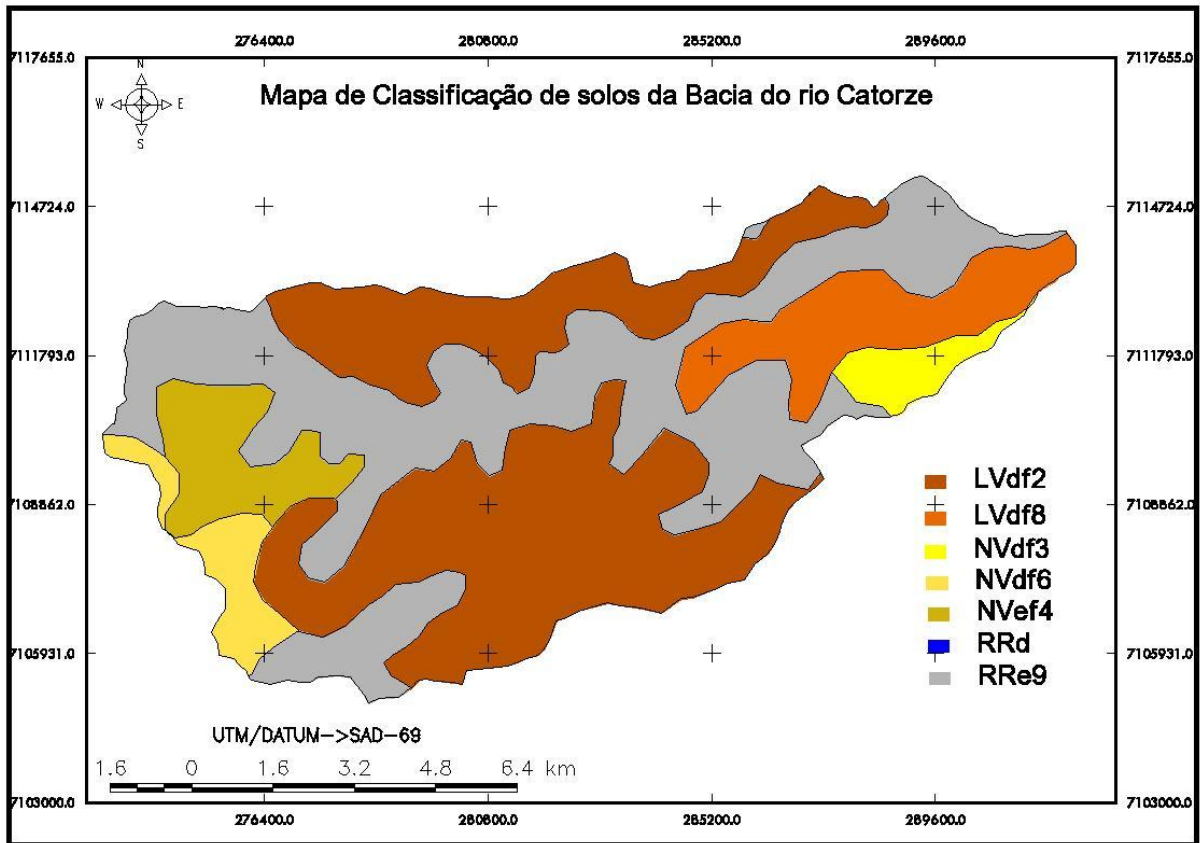 276400.0 280800.0 285200.0 289600.0
7117655.0 7117655.0
N
W E
S
Mapa de Classificação de solos da Bacia do rio Catorze
7114724.0 7114724.0
7111793.0 7111793.0
7108862.0 7108862.0
LVdf2
LVdf8
NVdf3
NVdf6
NVef4
RRd
RRe9
7105931.0 7105931.0
UTM/DATUM->SAD-69
1.6 0 1.6 3.2 4.8 6.4 km
7103000.0 7103000.0
276400.0 280800.0 285200.0 289600.0